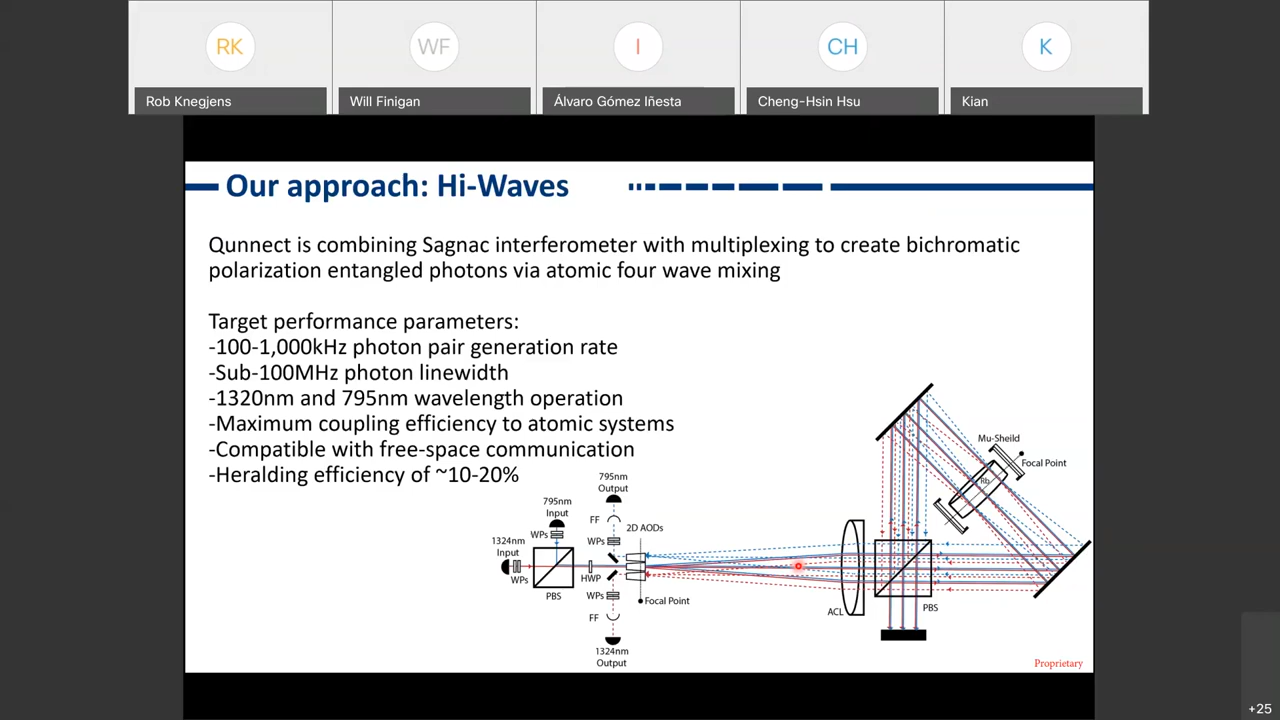 RK
WF
I
CH
K
Rob Knegjens
Will Finigan
Álvaro Gómez Iñesta
Cheng-Hsin Hsu
Kian
Our approach: Hi-Waves
Qunnect is combining Sagnac interferometer with multiplexing to create bichromatic
polarization entangled photons via atomic four wave mixing
Target performance parameters:
-100-1,000kHz photon pair generation rate
-Sub-100MHz photon linewidth
-1320nm and 795nm wavelength operation
-Maximum coupling efficiency to atomic systems
-Compatible with free-space communication
-Heralding efficiency of ~10-20%
795nm
Output
795nm
Input
FF
2D AODs
WPs
WPs
1324nm
Input
WPs
PBS
HWP
WPs
Focal Point
FF
1324nm
Output
ACL
PBS
Mu-Sheild
Focal Point
Rb
Proprietary
+25